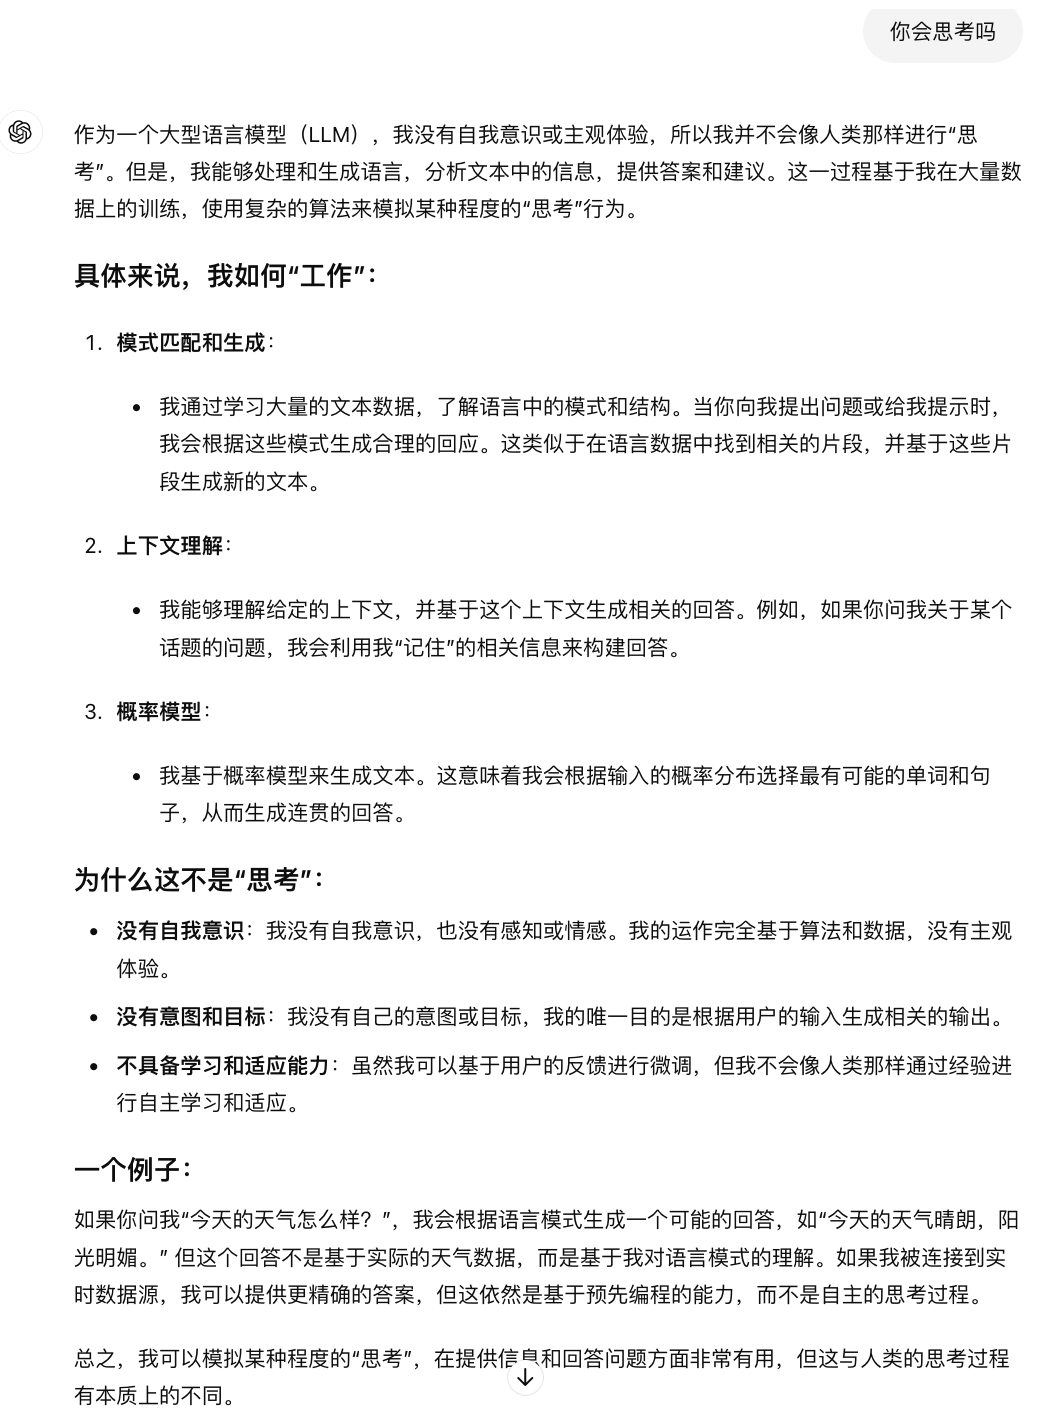 你会思考吗
作为一个大型语言模型（LLM），我没有自我意识或主观体验，所以我并不会像人类那样进行“思
考”。但是，我能够处理和生成语言，分析文本中的信息，提供答案和建议。这一过程基于我在大量数
据上的训练，使用复杂的算法来模拟某种程度的“思考”行为。
具体来说，我如何“工作”：
1. 模式匹配和生成：
• 我通过学习大量的文本数据，了解语言中的模式和结构。当你向我提出问题或给我提示时，
我会根据这些模式生成合理的回应。这类似于在语言数据中找到相关的片段，并基于这些片
段生成新的文本。
2. 上下文理解：
• 我能够理解给定的上下文，并基于这个上下文生成相关的回答。例如，如果你问我关于某个
话题的问题，我会利用我“记住”的相关信息来构建回答。
3. 概率模型：
• 我基于概率模型来生成文本。这意味着我会根据输入的概率分布选择最有可能的单词和句
子，从而生成连贯的回答。
为什么这不是“思考”：
• 没有自我意识：我没有自我意识，也没有感知或情感。我的运作完全基于算法和数据，没有主观
体验。
• 没有意图和目标：我没有自己的意图或目标，我的唯一目的是根据用户的输入生成相关的输出。
• 不具备学习和适应能力：虽然我可以基于用户的反馈进行微调，但我不会像人类那样通过经验进
行自主学习和适应。
一个例子：
如果你问我“今天的天气怎么样？”，我会根据语言模式生成一个可能的回答，如“今天的天气晴朗，阳
光明媚。” 但这个回答不是基于实际的天气数据，而是基于我对语言模式的理解。如果我被连接到实
时数据源，我可以提供更精确的答案，但这依然是基于预先编程的能力，而不是自主的思考过程。
总之，我可以模拟某种程度的“思考”，在提供信息和回答问题方面非常有用，但这与人类的思考过程
有本质上的不同。